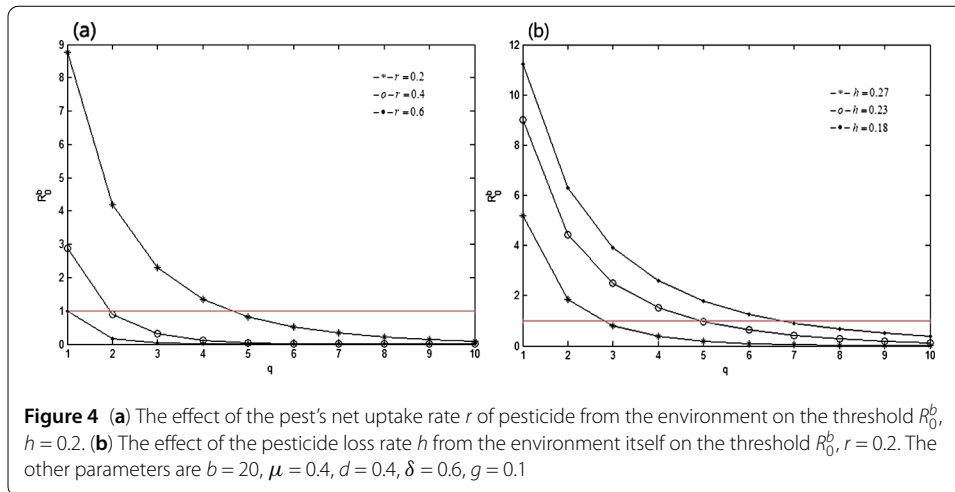 (a)
9
8
7
6
5
4
3
2
1
0
R₀ᵇ
-*-r=0.2
-o-r=0.4
-•-r=0.6
1 2 3 4 5 6 7 8 9 10
q
(b)
12
10
8
6
4
2
0
R₀ᵇ
-*-h=0.27
-o-h=0.23
-•-h=0.18
1 2 3 4 5 6 7 8 9 10
q
Figure 4 (a) The effect of the pest's net uptake rate r of pesticide from the environment on the threshold R₀ᵇ,
h = 0.2. (b) The effect of the pesticide loss rate h from the environment itself on the threshold R₀ᵇ, r = 0.2. The
other parameters are b = 20, μ = 0.4, d = 0.4, δ = 0.6, g = 0.1